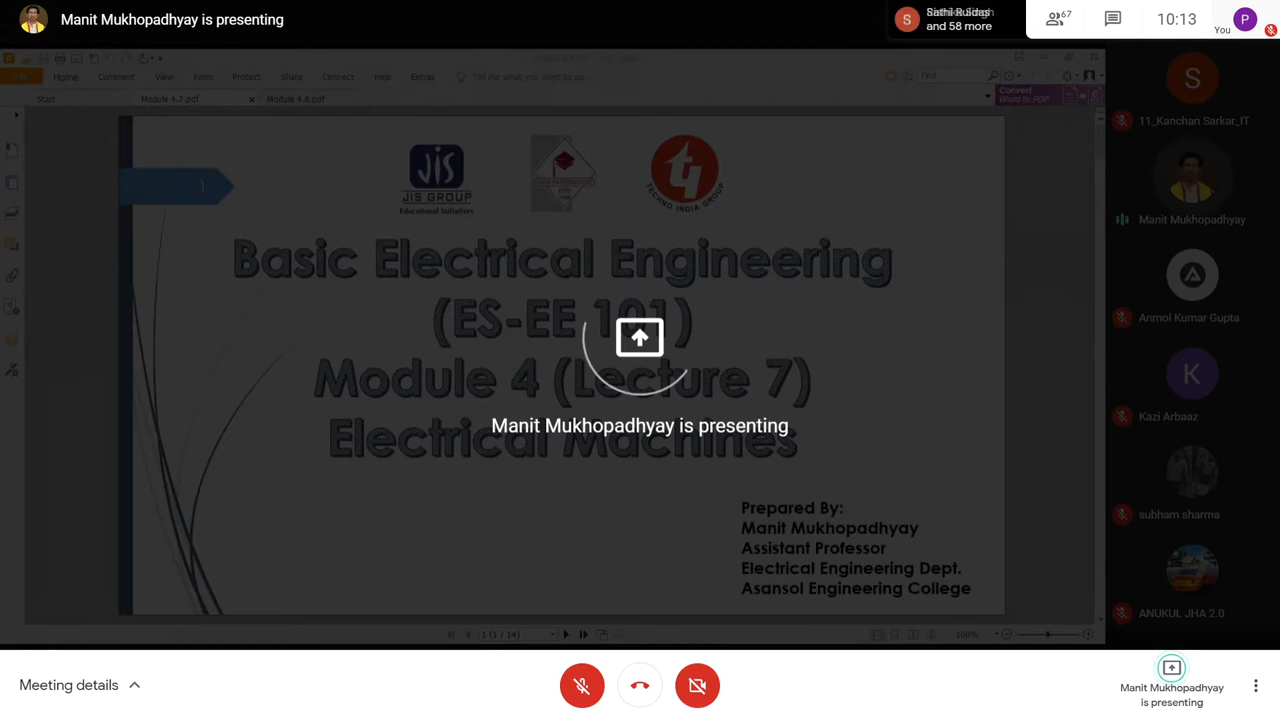 Manit Mukhopadhyay is presenting
and 58 more
67
10:13
You
P
S
Home Comment View Form Protect Share Connect Help Extras Tell me what you want to do...
Find
Start Module 4.7.pdf Module 4.8.pdf
Convert
Word to PDF
S
11_Kanchan Sarkar_IT
1
JIS
JIS GROUP
Educational Initiatives
TECHNO INDIA GROUP
Manit Mukhopadhyay
Basic Electrical Engineering
(ES-EE 101)
Module 4 (Lecture 7)
Electrical Machines
Manit Mukhopadhyay is presenting
Anmol Kumar Gupta
K
Kazi Arbaaz
Prepared By:
Manit Mukhopadhyay
Assistant Professor
Electrical Engineering Dept.
Asansol Engineering College
subham sharma
ANUKUL JHA 2.0
1 (1 / 14)
100%
Meeting details
Manit Mukhopadhyay
is presenting